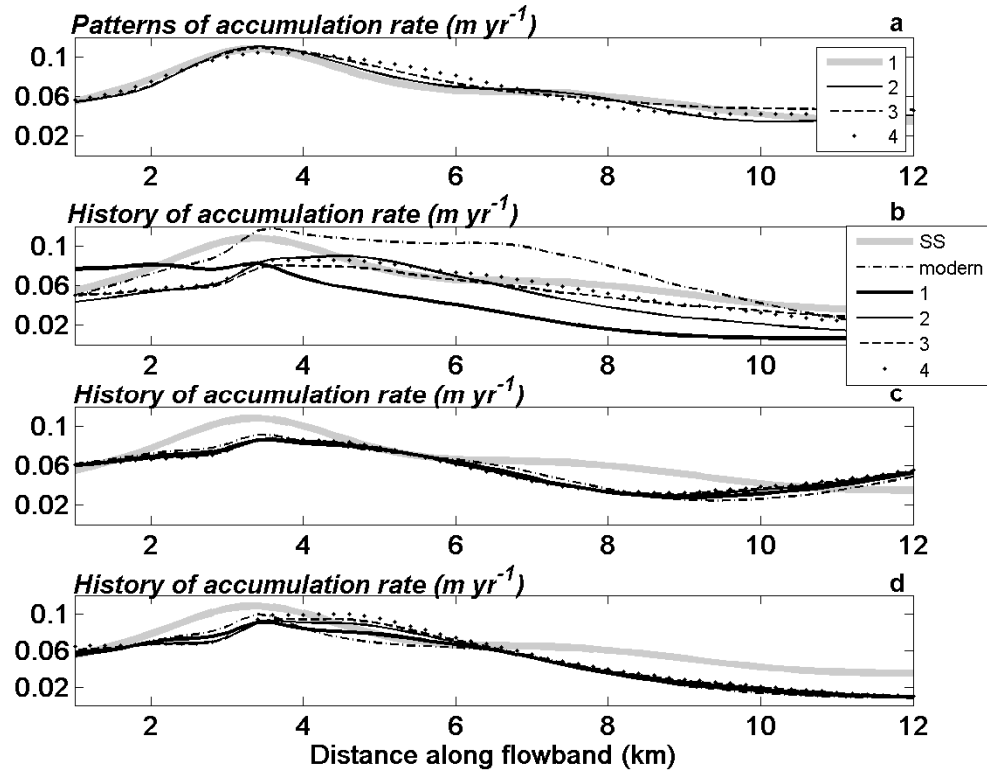 Patterns of accumulation rate (m yr⁻¹)
a
0.1
0.06
0.02
1
2
3
4
2 4 6 8 10 12
History of accumulation rate (m yr⁻¹)
b
0.1
0.06
0.02
SS
modern
1
2
3
4
2 4 6 8 10 12
History of accumulation rate (m yr⁻¹)
c
0.1
0.06
0.02
2 4 6 8 10 12
History of accumulation rate (m yr⁻¹)
d
0.1
0.06
0.02
2 4 6 8 10 12
Distance along flowband (km)